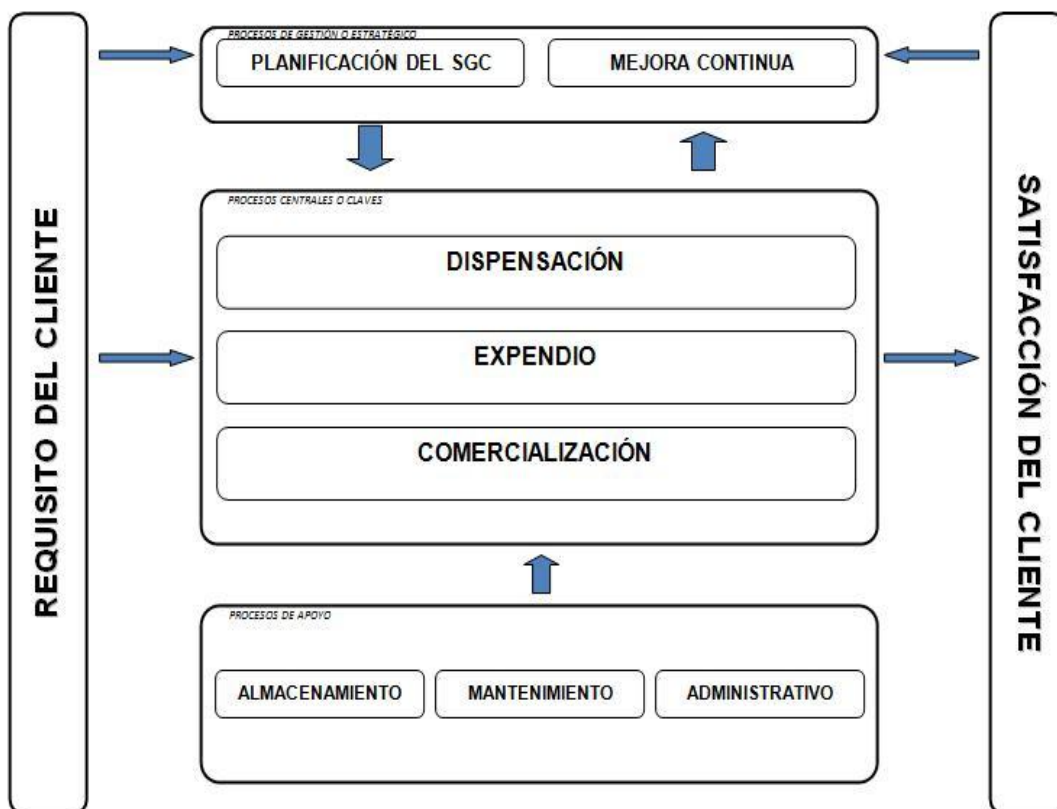 REQUISITO DEL CLIENTE
PROCESOS DE GESTIÓN O ESTRATÉGICO
PLANIFICACIÓN DEL SGC
MEJORA CONTINUA
PROCESOS CENTRALES O CLAVES
DISPENSACIÓN
EXPENDIO
COMERCIALIZACIÓN
PROCESOS DE APOYO
ALMACENAMIENTO
MANTENIMIENTO
ADMINISTRATIVO
SATISFACCIÓN DEL CLIENTE